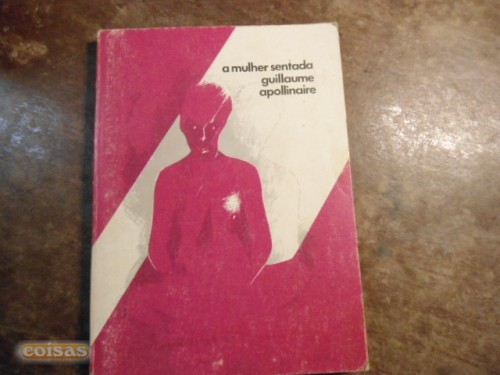 a mulher sentada
guillaume
apollinaire
coisas